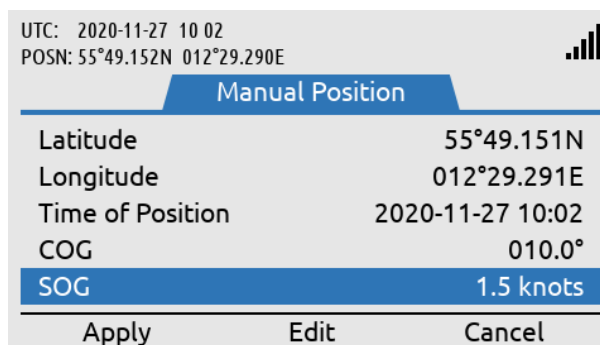 UTC: 2020-11-27 10 02
POSN: 55°49.152N 012°29.290E
Manual Position
Latitude 55°49.151N
Longitude 012°29.291E
Time of Position 2020-11-27 10:02
COG 010.0°
SOG 1.5 knots
Apply Edit Cancel